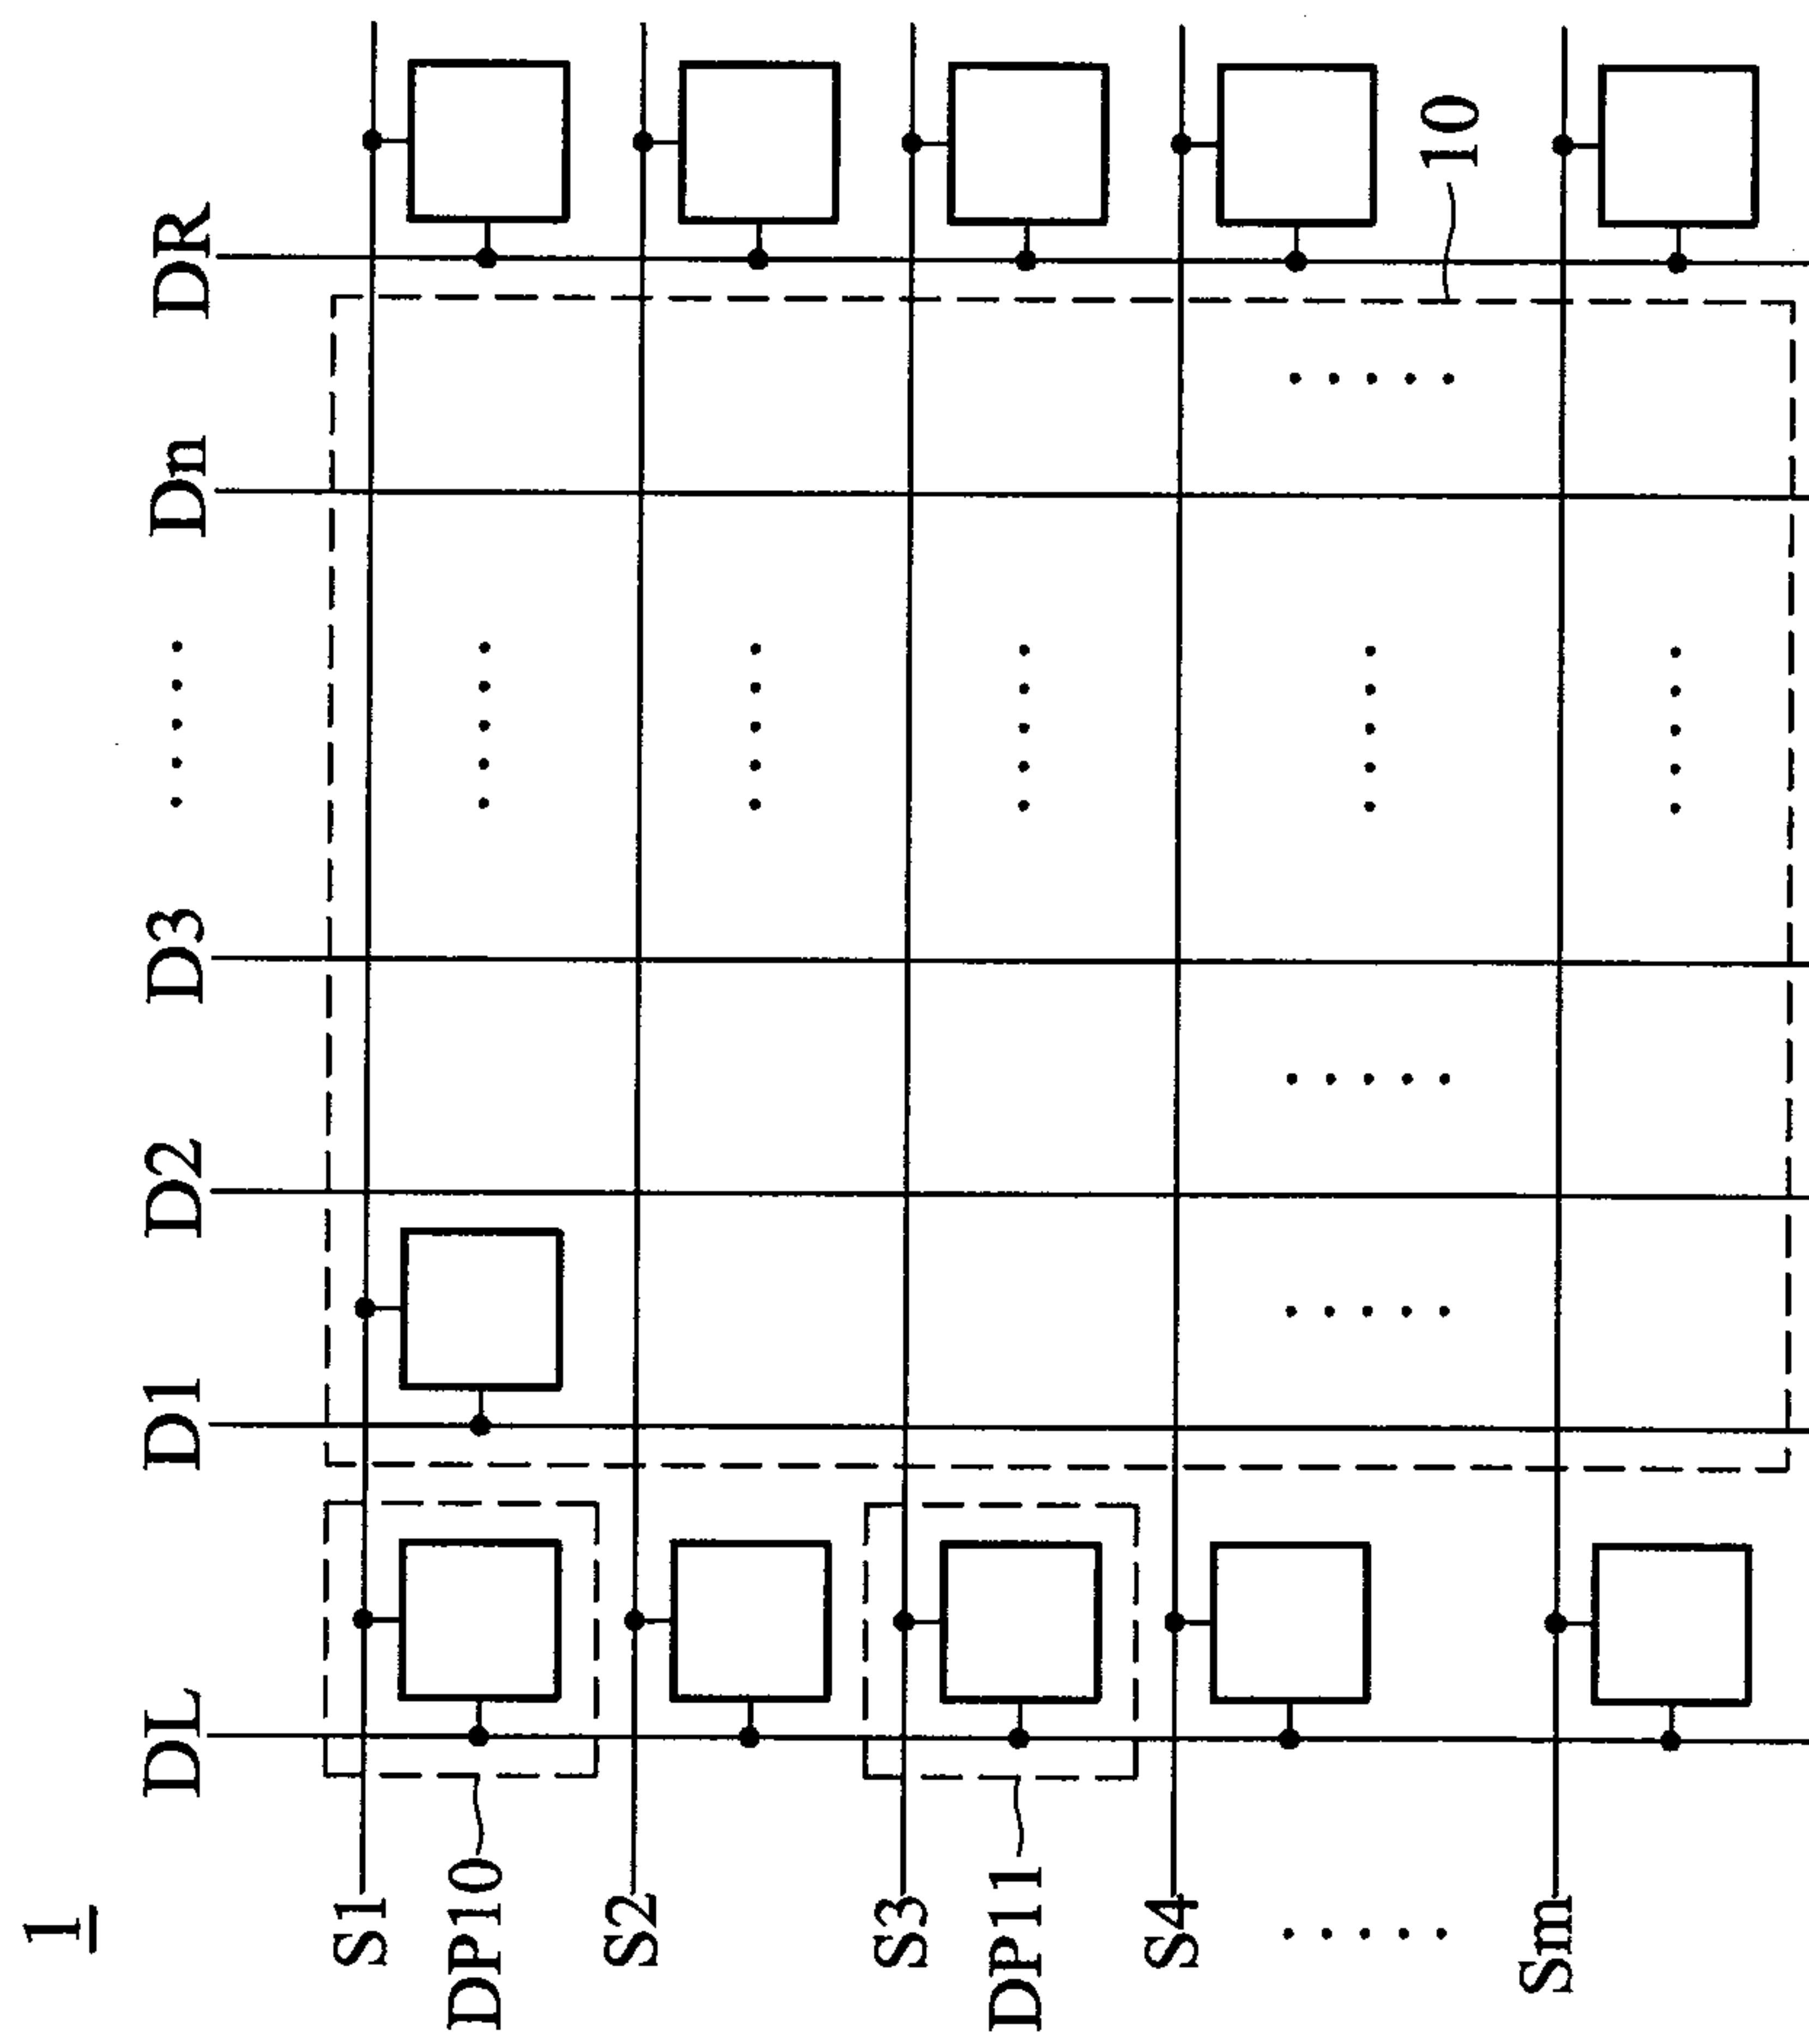 1
DL D1 D2 D3 ..... Dn DR
S1
DP10
S2
S3
DP11
S4
.....
Sm
10